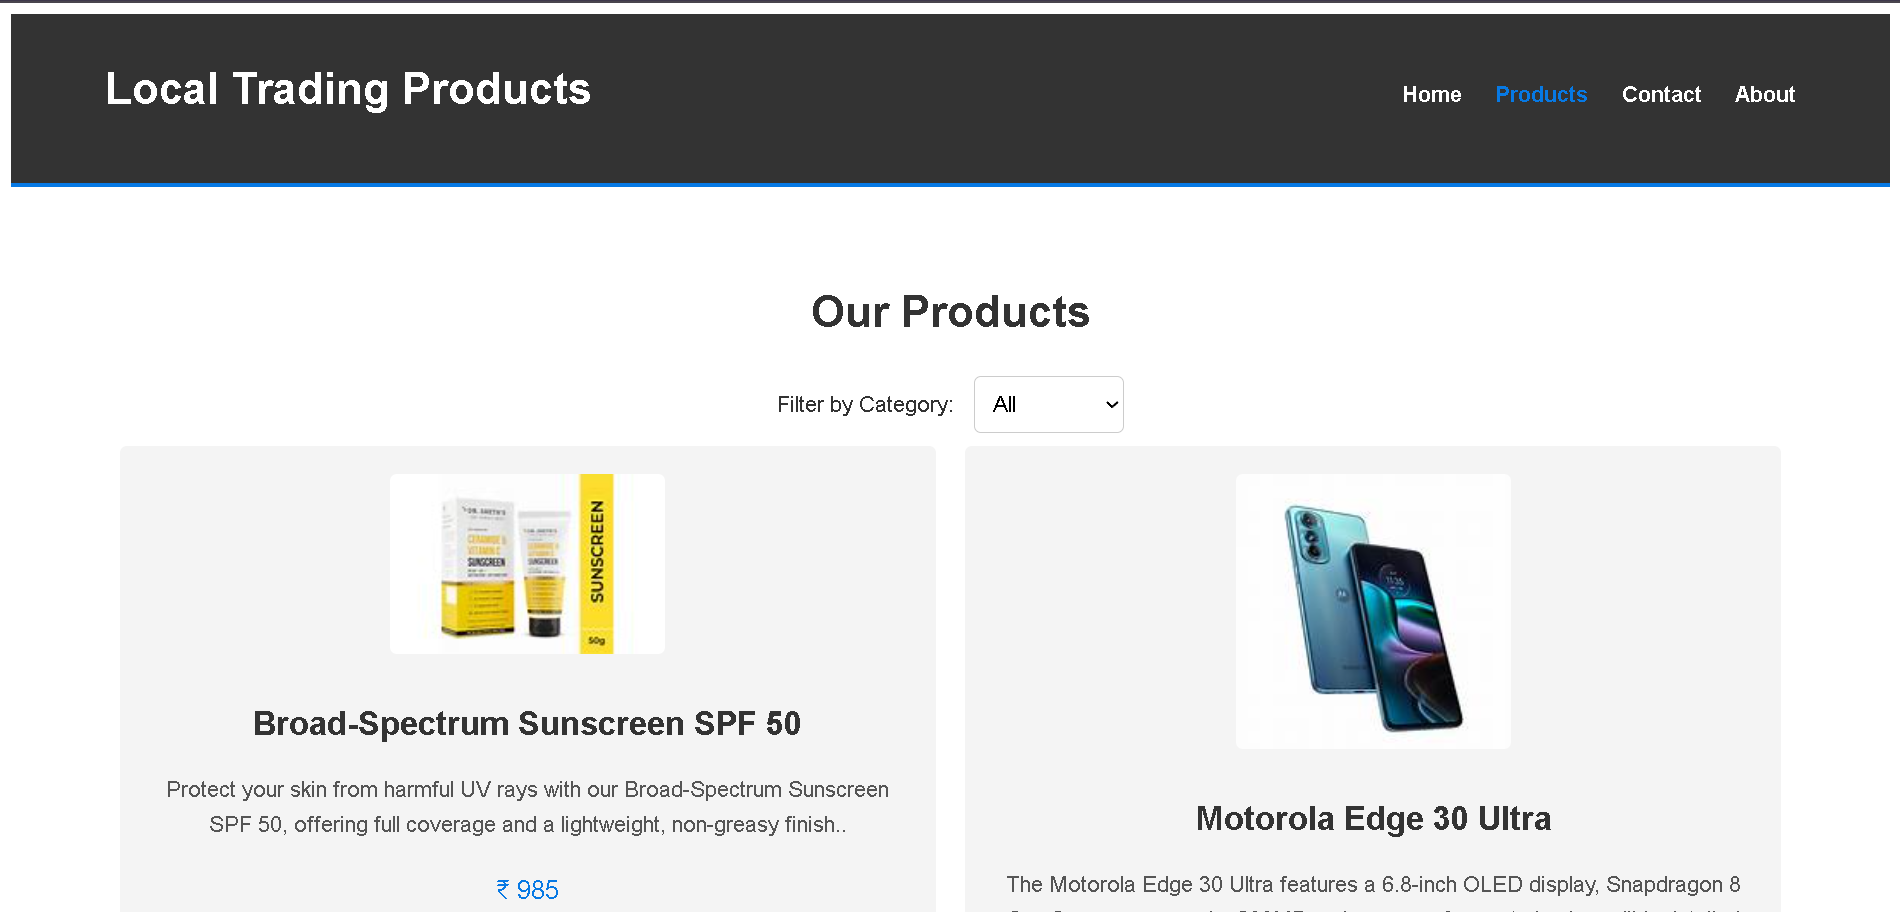 Local Trading Products
Home Products Contact About
Our Products
Filter by Category: All
SUNSCREEN
SUNSCREEN
50g
Broad-Spectrum Sunscreen SPF 50
Protect your skin from harmful UV rays with our Broad-Spectrum Sunscreen
SPF 50, offering full coverage and a lightweight, non-greasy finish..
₹ 985
Motorola Edge 30 Ultra
The Motorola Edge 30 Ultra features a 6.8-inch OLED display, Snapdragon 8